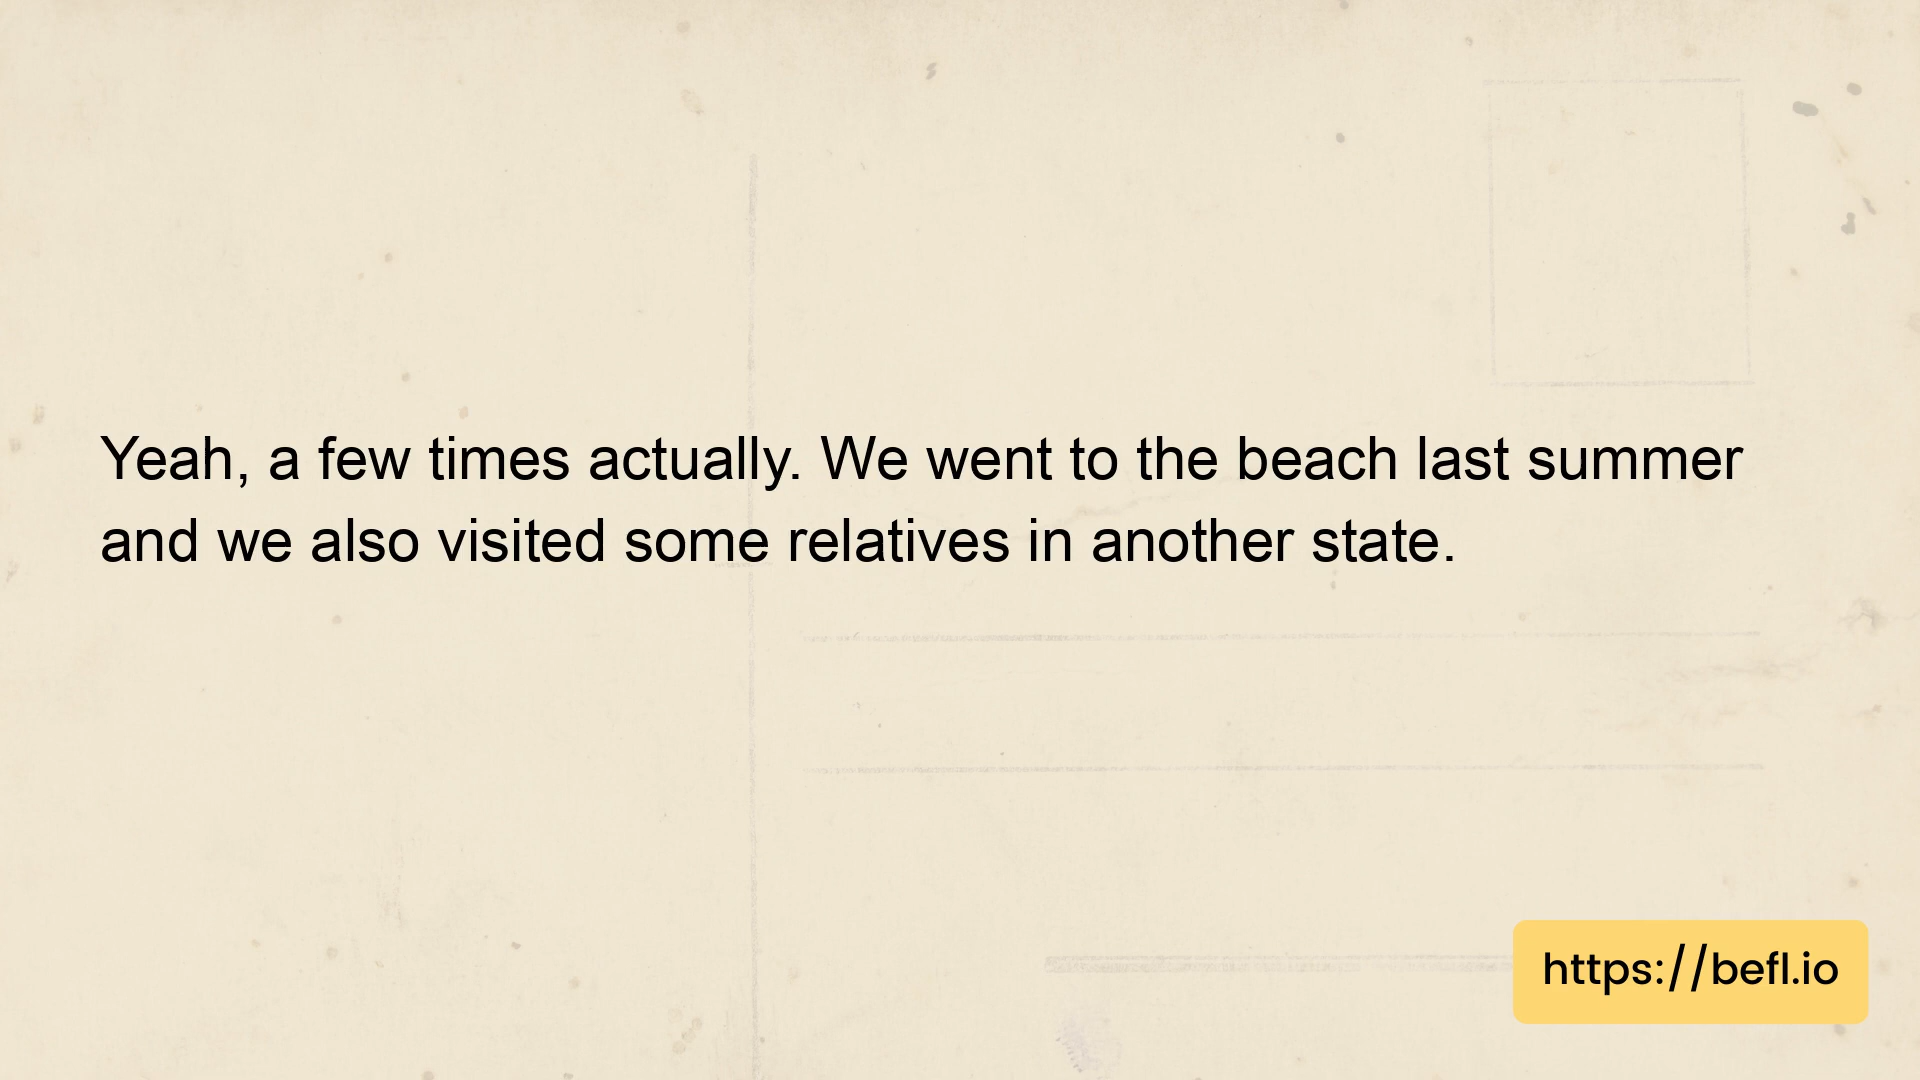 Yeah, a few times actually. We went to the beach last summer
and we also visited some relatives in another state.
https://befl.io